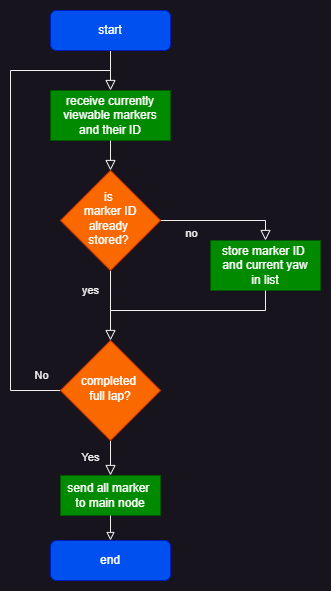 start
receive currently
viewable markers
and their ID
is
marker ID
already
stored?
no
store marker ID
and current yaw
in list
yes
completed
full lap?
No
Yes
send all marker
to main node
end